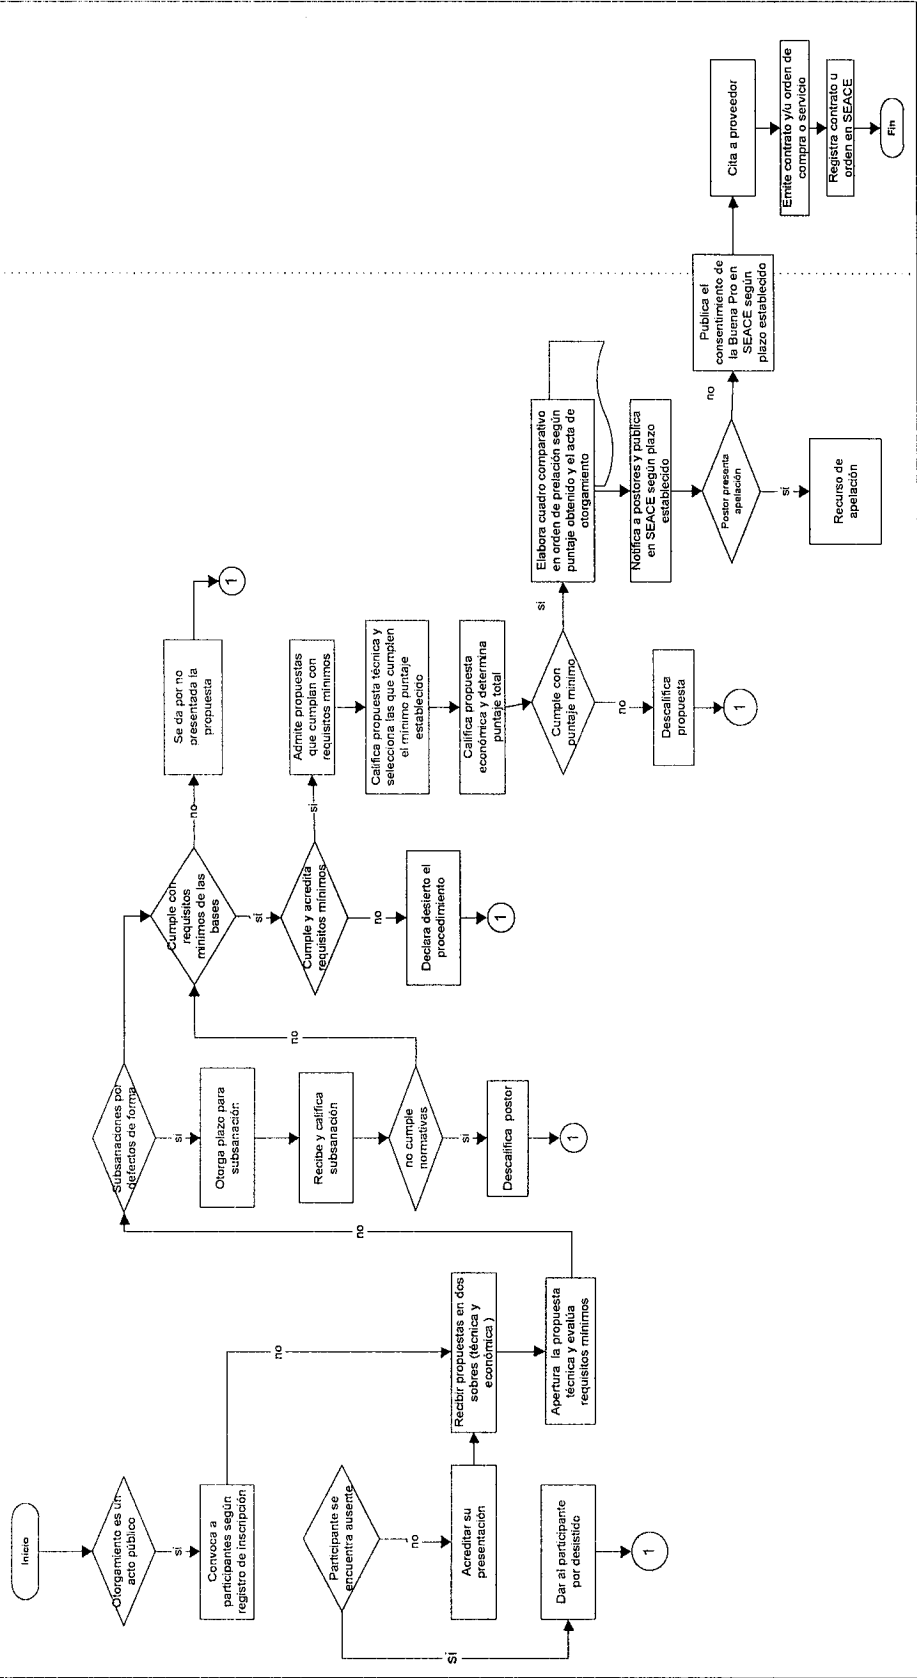 Inicio
Otorgamiento es un
acto público
si
Convoca a
participantes según
registro de inscripción
no
Participante se
encuentra ausente
no
Acreditar su
presentación
Si
Dar al participante
por desistido
1
Recibir propuestas en dos
sobres (técnica y
económica )
Apertura la propuesta
técnica y evalúa
requisitos mínimos
no
Subsanaciones por
defectos de forma
si
Otorga plazo para
subsanación
Recibe y califica
subsanación
no cumple
normativas
no
si
Descalifica postor
1
Cumple con
requisitos
mínimos de las
bases
no
Se da por no
presentada la
propuesta
1
si
Cumple y acredita
requisitos mínimos
no
Declara desierto el
procedimiento
1
si
Admite propuestas
que cumplan con
requisitos mínimos
Califica propuesta técnica y
selecciona las que cumplen
el mínimo puntaje
establecido
Califica propuesta
económica y determina
puntaje total
Cumple con
puntaje minimo
no
Descalifica
propuesta
1
si
Elabora cuadro comparativo
en orden de prelación según
puntaje obtenido y el acta de
otorgamiento
Notifica a postores y publica
en SEACE según plazo
establecido
Postor presenta
apelación
si
Recurso de
apelación
no
Publica el
consentimiento de
la Buena Pro en
SEACE según
plazo establecido
Cita a proveedor
Emite contrato y/u orden de
compra o servicio
Registra contrato u
orden en SEACE
Fin